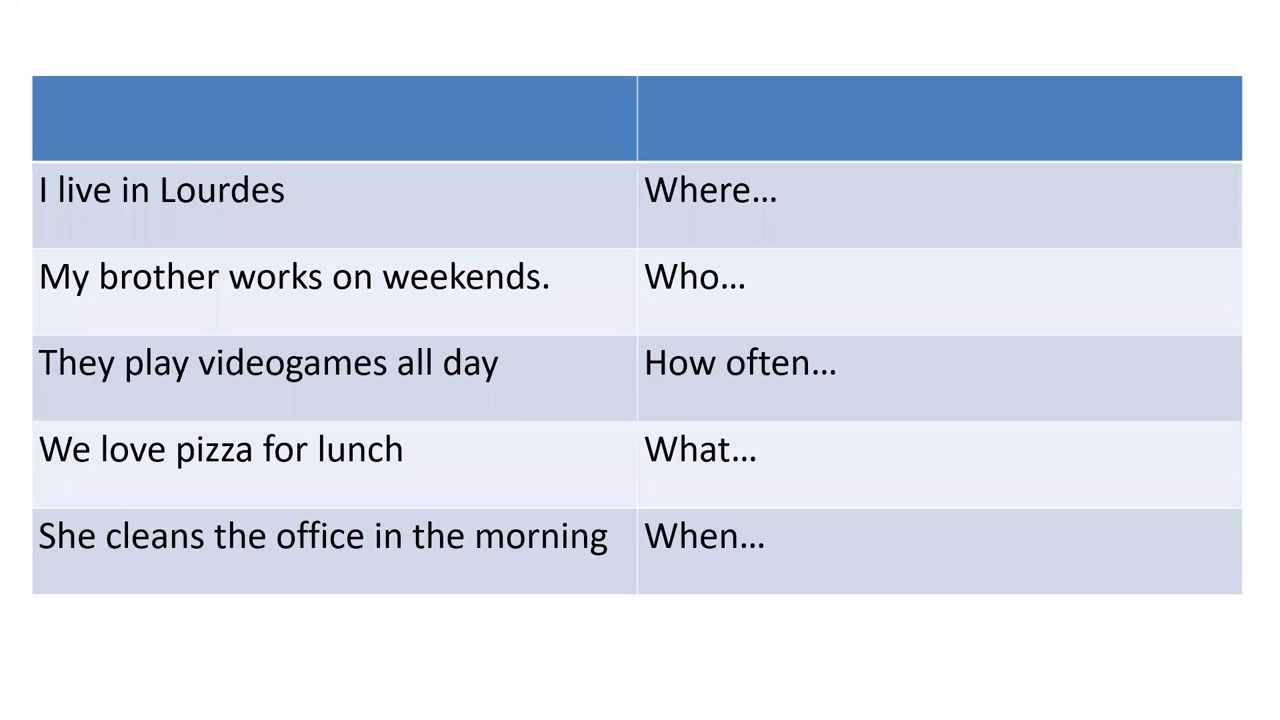 I live in Lourdes
Where…
My brother works on weekends.
Who…
They play videogames all day
How often…
We love pizza for lunch
What…
She cleans the office in the morning
When…